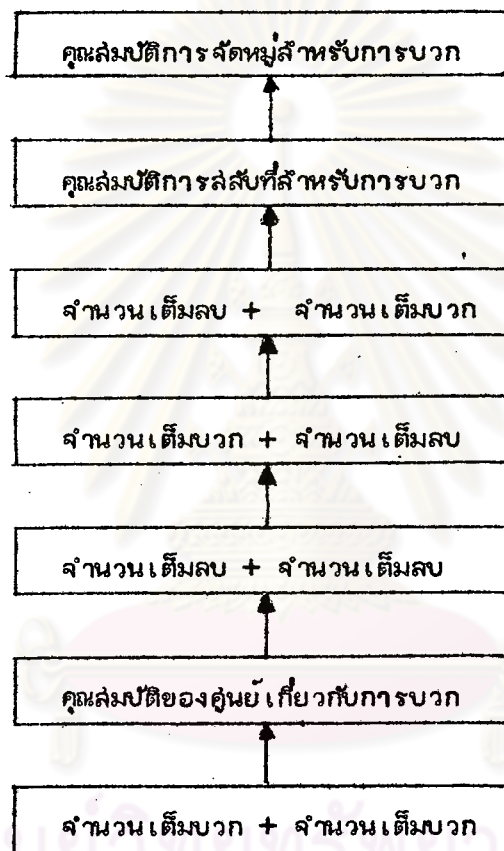 คุณสมบัติการจัดหมู่สำหรับการบวก
คุณสมบัติการสลับที่สำหรับการบวก
จำนวนเต็มลบ + จำนวนเต็มบวก
จำนวนเต็มบวก + จำนวนเต็มลบ
จำนวนเต็มลบ + จำนวนเต็มลบ
คุณสมบัติของศูนย์เกี่ยวกับการบวก
จำนวนเต็มบวก + จำนวนเต็มบวก